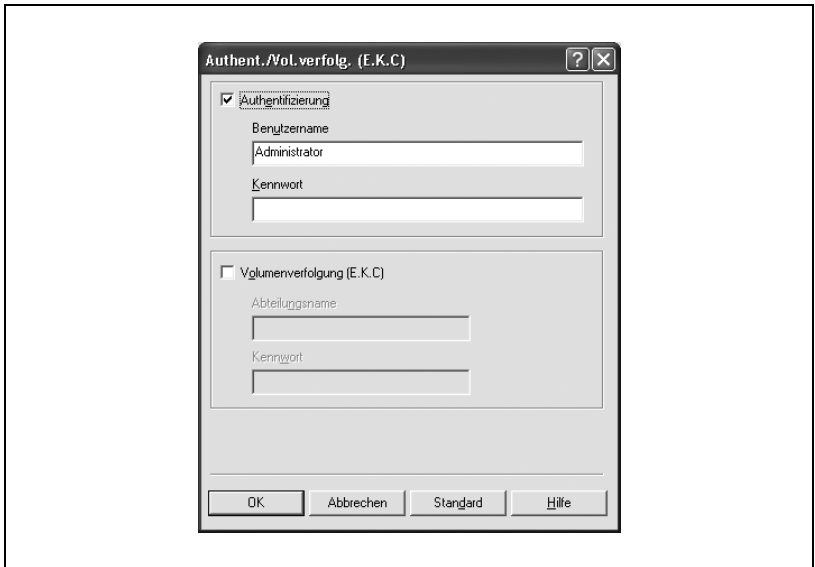 Authent./Vol.verfolg. (E.K.C)
Authentifizierung
Benutzername
Administrator
Kennwort
Volumenverfolgung (E.K.C)
Abteilungsname
Kennwort
OK Abbrechen Standard Hilfe